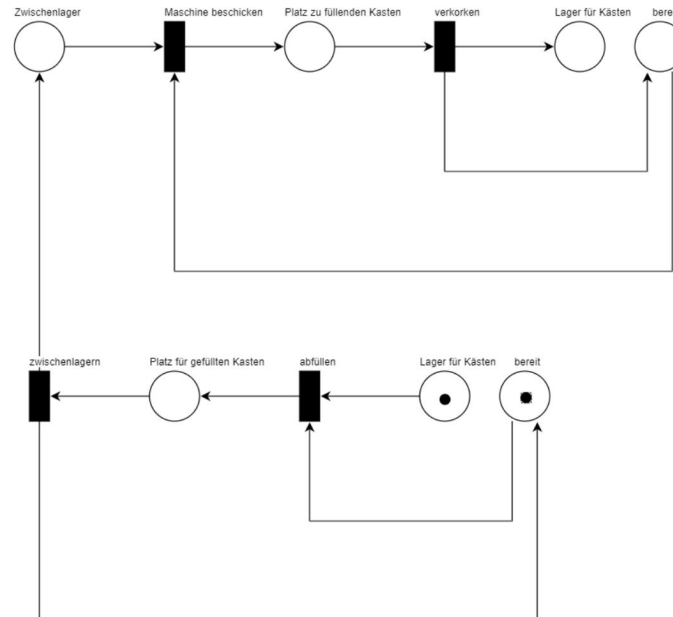 Zwischenlager
Maschine beschicken
Platz zu füllenden Kasten
verkorken
Lager für Kästen
zwischenlagern
Platz für gefüllten Kasten
abfüllen
Lager für Kästen
bereit